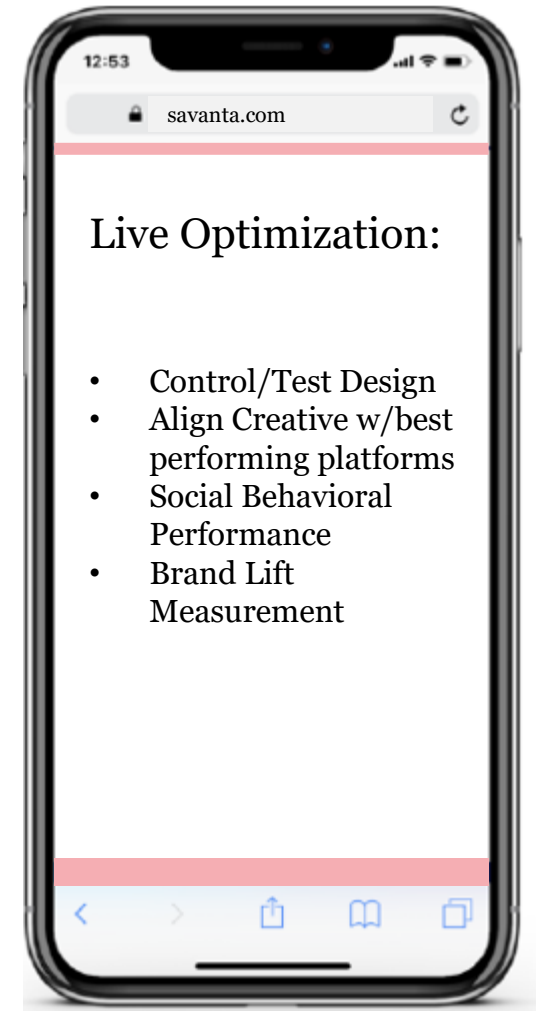 12:53
savanta.com
Live Optimization:
• Control/Test Design
• Align Creative w/best
performing platforms
• Social Behavioral
Performance
• Brand Lift
Measurement